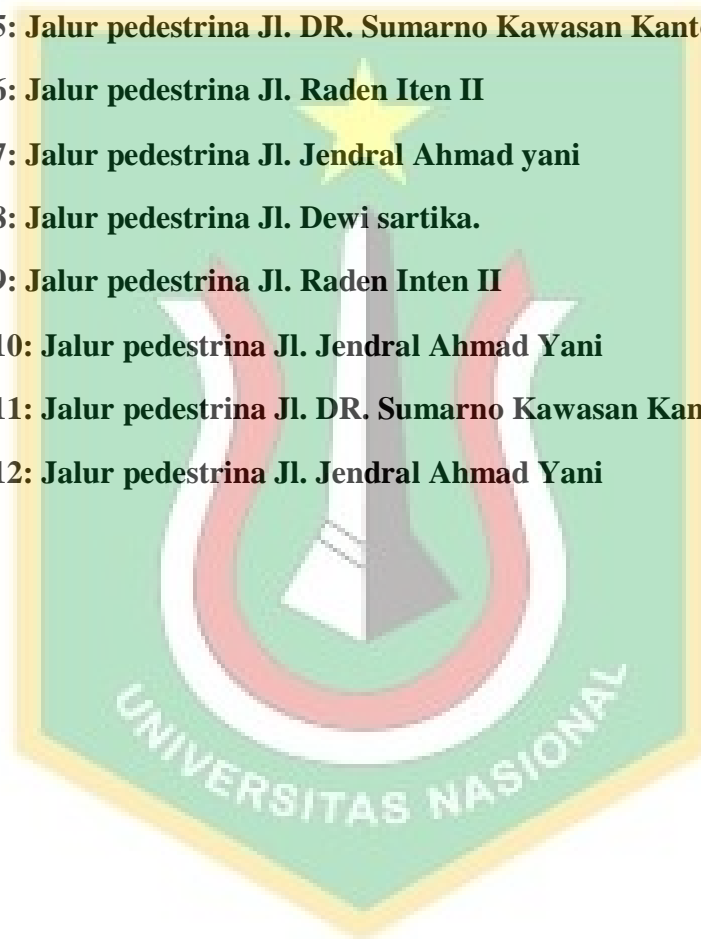 5: Jalur pedestrina Jl. DR. Sumarno Kawasan
6: Jalur pedestrina Jl. Raden Iten II
7: Jalur pedestrina Jl. Jendral Ahmad yani
8: Jalur pedestrina Jl. Dewi sartika.
9: Jalur pedestrina Jl. Raden Inten II
10: Jalur pedestrina Jl. Jendral Ahmad Yani
11: Jalur pedestrina Jl. DR. Sumarno Kawasan
12: Jalur pedestrina Jl. Jendral Ahmad Yani
UNIVERSITAS NASIONAL